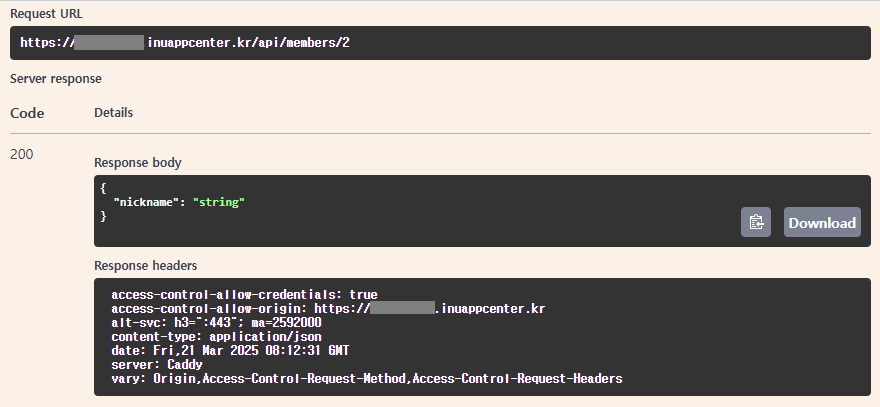 Request URL
https:// inuappcenter.kr/api/members/2
Server response
Code Details
200
Response body
{
"nickname": "string"
}
Download
Response headers
access-control-allow-credentials: true
access-control-allow-origin: https:// .inuappcenter.kr
alt-svc: h3=":443"; ma=2592000
content-type: application/json
date: Fri,21 Mar 2025 08:12:31 GMT
server: Caddy
vary: Origin,Access-Control-Request-Method,Access-Control-Request-Headers